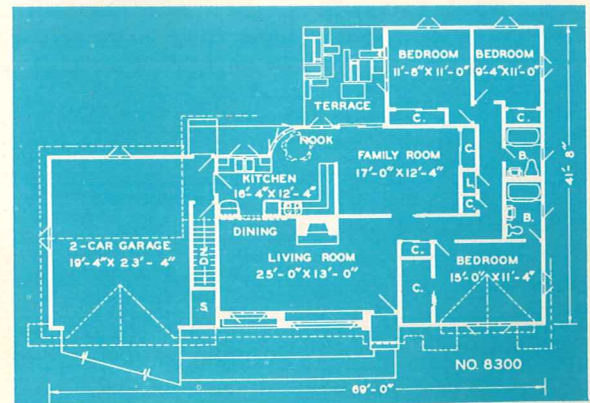 BEDROOM
11'-8" X 11'-0"
BEDROOM
9'-4" X 11'-0"
TERRACE
C.
C.
NOOK
FAMILY ROOM
17'-0" X 12'-4"
C.
B.
41'-8"
KITCHEN
16'-4" X 12'-4"
L.
C.
B.
DINING
2-CAR GARAGE
19'-4" X 23'-4"
DN
LIVING ROOM
25'-0" X 13'-0"
C.
BEDROOM
15'-0" X 11'-4"
C.
S.
NO. 8300
69'-0"